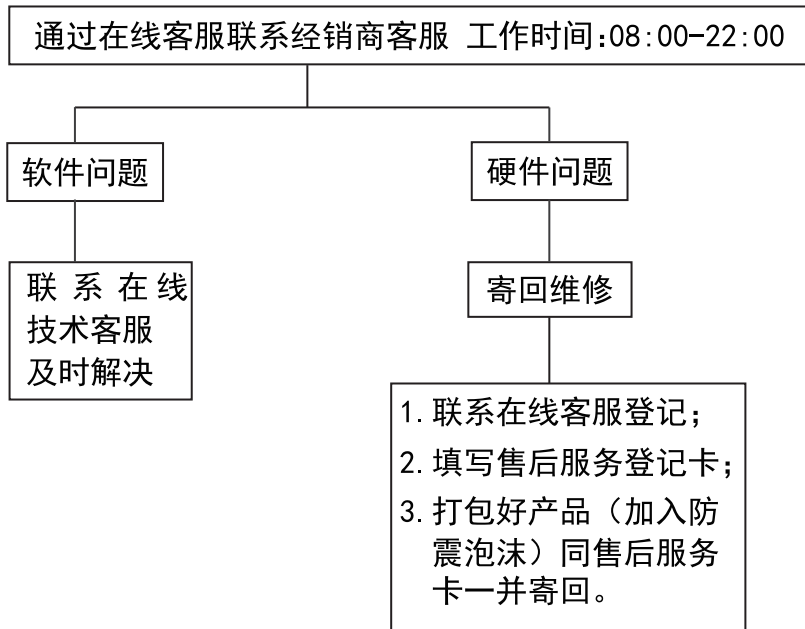 通过在线客服联系经销商客服 工作时间:08:00-22:00
软件问题
硬件问题
联系在线
技术客服
及时解决
寄回维修
1.联系在线客服登记;
2.填写售后服务登记卡;
3.打包好产品（加入防
震泡沫）同售后服务
卡一并寄回。